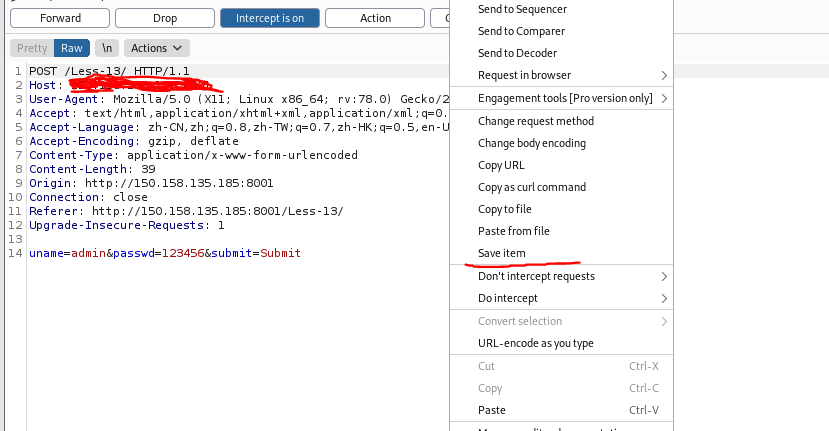 Forward Drop Intercept is on Action
Pretty Raw \n Actions
1 POST /Less-13/ HTTP/1.1
2 Host:
3 User-Agent: Mozilla/5.0 (X11; Linux x86_64; rv:78.0) Gecko/2
4 Accept: text/html,application/xhtml+xml,application/xml;q=0.
5 Accept-Language: zh-CN,zh;q=0.8,zh-TW;q=0.7,zh-HK;q=0.5,en-U
6 Accept-Encoding: gzip, deflate
7 Content-Type: application/x-www-form-urlencoded
8 Content-Length: 39
9 Origin: http://150.158.135.185:8001
10 Connection: close
11 Referer: http://150.158.135.185:8001/Less-13/
12 Upgrade-Insecure-Requests: 1
13
14 uname=admin&passwd=123456&submit=Submit
Send to Sequencer
Send to Comparer
Send to Decoder
Request in browser
Engagement tools [Pro version only]
Change request method
Change body encoding
Copy URL
Copy as curl command
Copy to file
Paste from file
Save item
Don't intercept requests
Do intercept
Convert selection
URL-encode as you type
Cut Ctrl-X
Copy Ctrl-C
Paste Ctrl-V